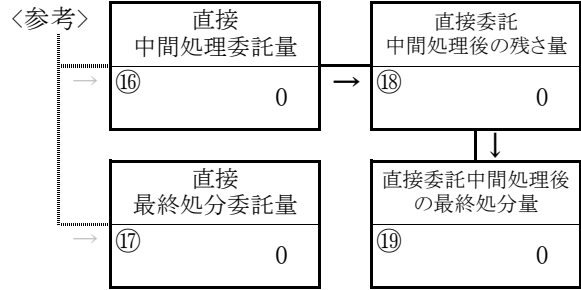 〈参考〉
直接
中間処理委託量
⑯
0
→
→
直接委託
中間処理後の残さ量
⑱
0
↓
直接
最終処分委託量
⑰
0
→
直接委託中間処理後
の最終処分量
⑲
0